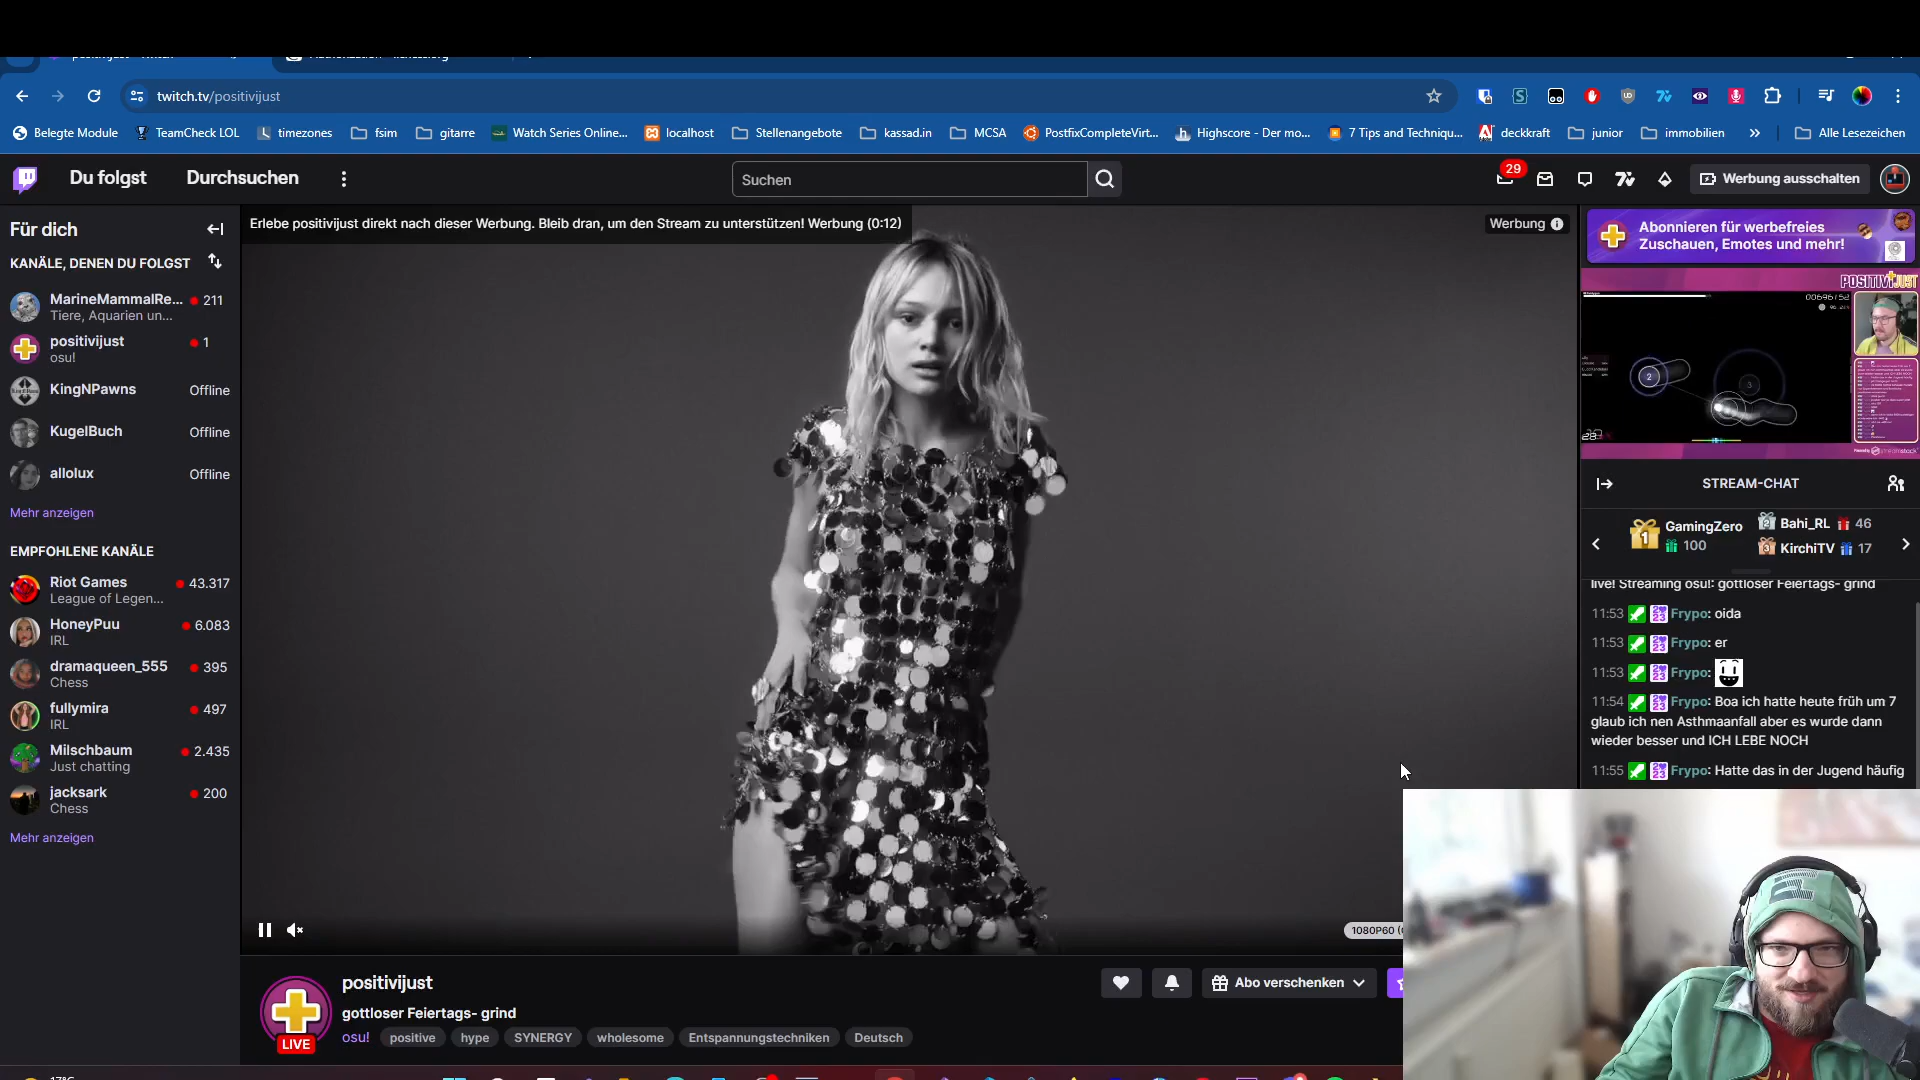 twitch.tv/positivijust
Belegte Module
TeamCheck LOL
timezones
fsim
gitarre
Watch Series Online...
localhost
Stellenangebote
kassad.in
MCSA
PostfixCompleteVirt...
Highscore - Der mo...
7 Tips and Techniqu...
deckkraft
junior
immobilien
»
Alle Lesezeichen
Du folgst
Durchsuchen
Suchen
29
Werbung ausschalten
Für dich
KANÄLE, DENEN DU FOLGST
MarineMammalRe... 211
Tiere, Aquarien un...
positivijust 1
osu!
KingNPawns Offline
KugelBuch Offline
allolux Offline
Mehr anzeigen
EMPFOHLENE KANÄLE
Riot Games 43.317
League of Legen...
HoneyPuu 6.083
IRL
dramaqueen_555 395
Chess
fullymira 497
IRL
Milschbaum 2.435
Just chatting
jacksark 200
Chess
Mehr anzeigen
Erlebe positivijust direkt nach dieser Werbung. Bleib dran, um den Stream zu unterstützen! Werbung (0:12)
Werbung
1080P60
positivijust
gottloser Feiertags- grind
LIVE
osu! positive hype SYNERGY wholesome Entspannungstechniken Deutsch
Abo verschenken
Abonnieren für werbefreies
Zuschauen, Emotes und mehr!
POSITIVIJUST
2
3
STREAM-CHAT
1 GamingZero
100
Bahi_RL 46
KirchiTV 17
live! Streaming osu!: gottloser Feiertags- grind
11:53 Frypo: oida
11:53 Frypo: er
11:53 Frypo:
11:54 Frypo: Boa ich hatte heute früh um 7
glaub ich nen Asthmaanfall aber es wurde dann
wieder besser und ICH LEBE NOCH
11:55 Frypo: Hatte das in der Jugend häufig
17°C